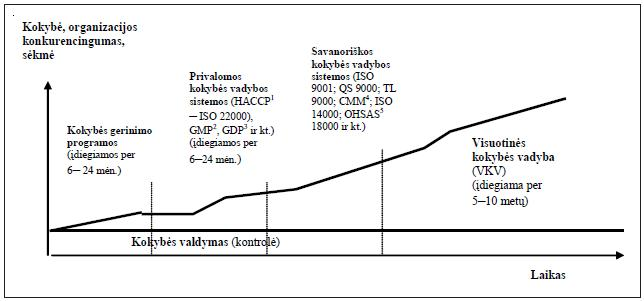 Kokybė, organizacijos
konkurencingumas,
sėkmė
Kokybės gerinimo
programos
(įdiegiamos per
6—24 mėn.)
Privalomos
kokybės vadybos
sistemos (HACCP¹
—ISO 22000),
GMP², GDP³ ir kt.)
(įdiegiamos per
6—24 mėn.)
Savanoriškos
kokybės vadybos
sistemos (ISO
9001; QS 9000; TL
9000; CMM⁴; ISO
14000; OHSAS⁵
18000 ir kt.)
Visuotinės
kokybės vadyba
(VKV)
(įdiegiama per
5—10 metų)
Kokybės valdymas (kontrolė)
Laikas